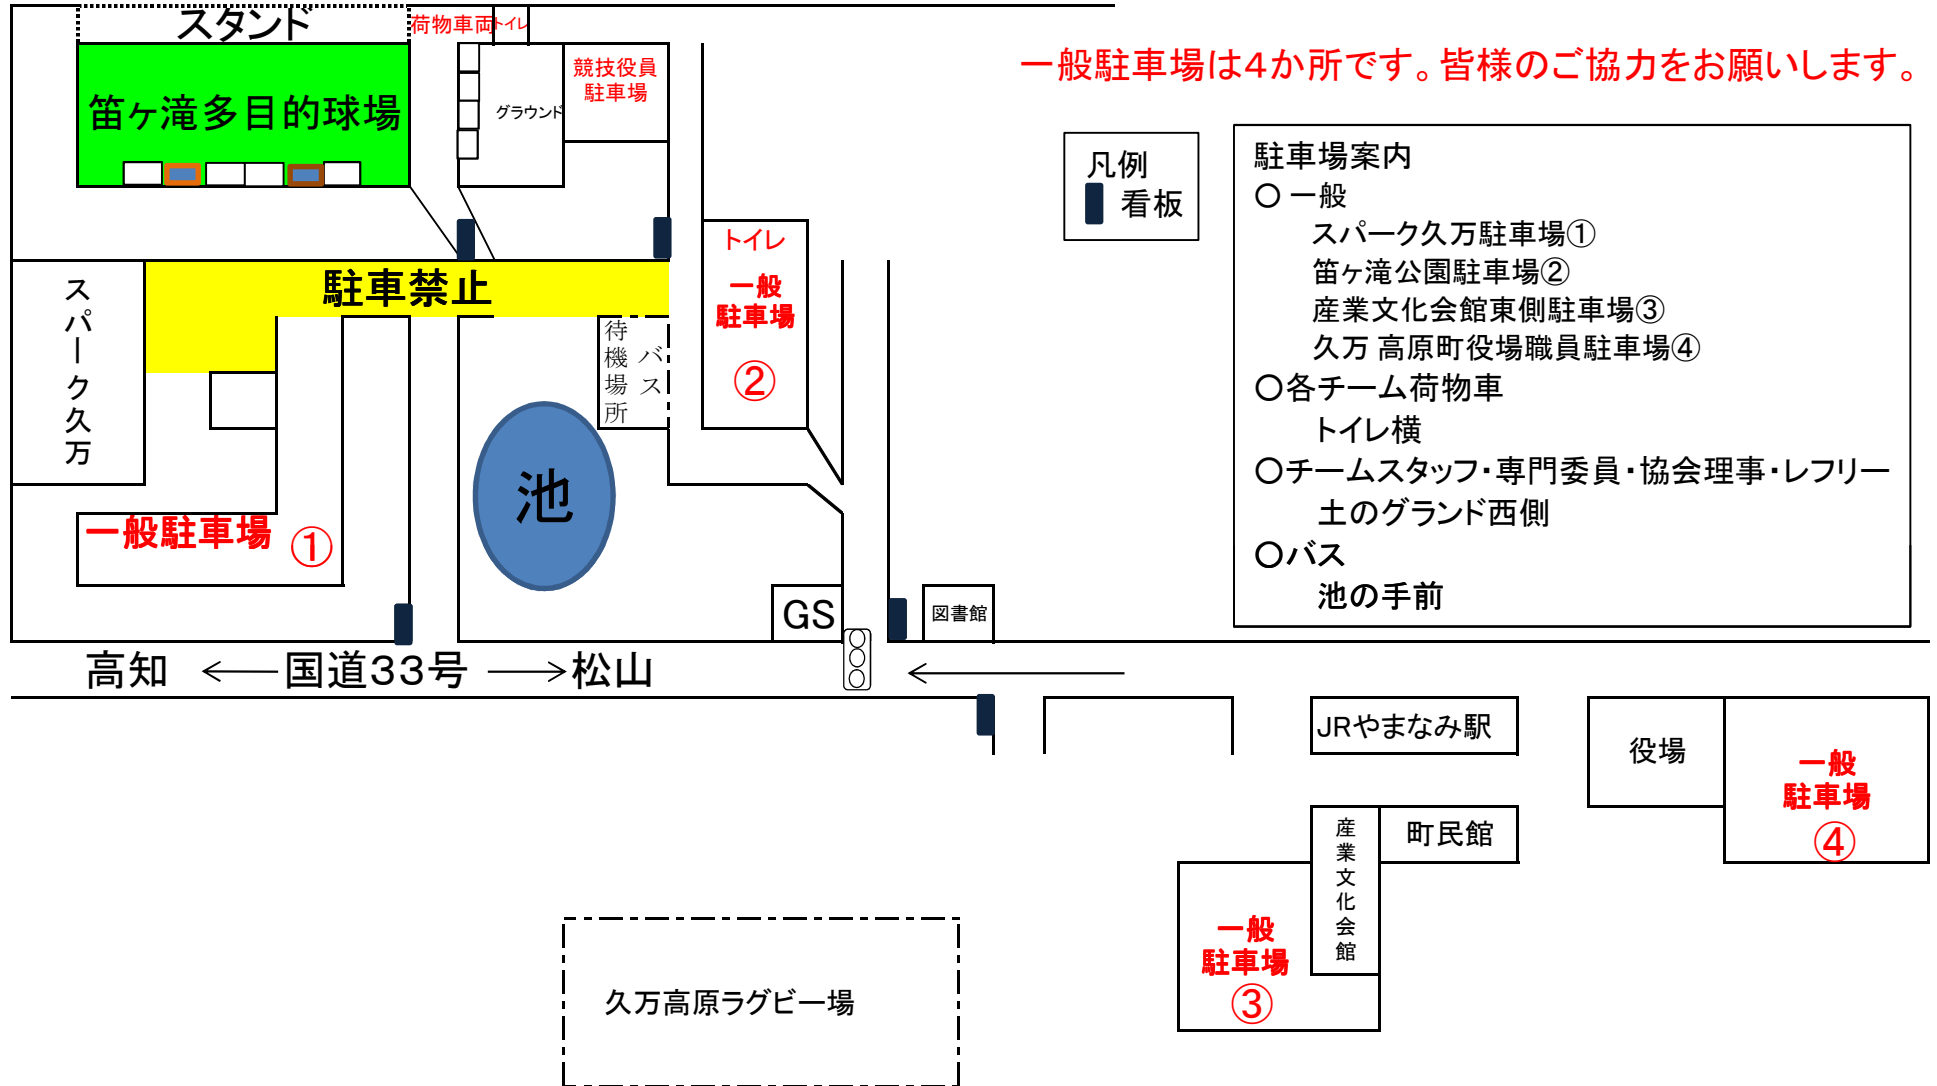 スタンド
荷物車両
トイレ
一般駐車場は4か所です。皆様のご協力をお願いします。
笛ヶ滝多目的球場
グラウンド
競技役員
駐車場
凡例
看板
駐車場案内
〇 一般
スパーク久万駐車場①
笛ヶ滝公園駐車場②
産業文化会館東側駐車場③
久万 高原町役場職員駐車場④
〇各チーム荷物車
トイレ横
〇チームスタッフ・専門委員・協会理事・レフリー
土のグランド西側
〇バス
池の手前
スパーク久万
駐車禁止
バス
待機場所
トイレ
一般
駐車場
②
池
一般駐車場
①
GS
図書館
高知 ← 国道33号 → 松山
←
JRやまなみ駅
役場
一般
駐車場
④
産業文化会館
町民館
一般
駐車場
③
久万高原ラグビー場